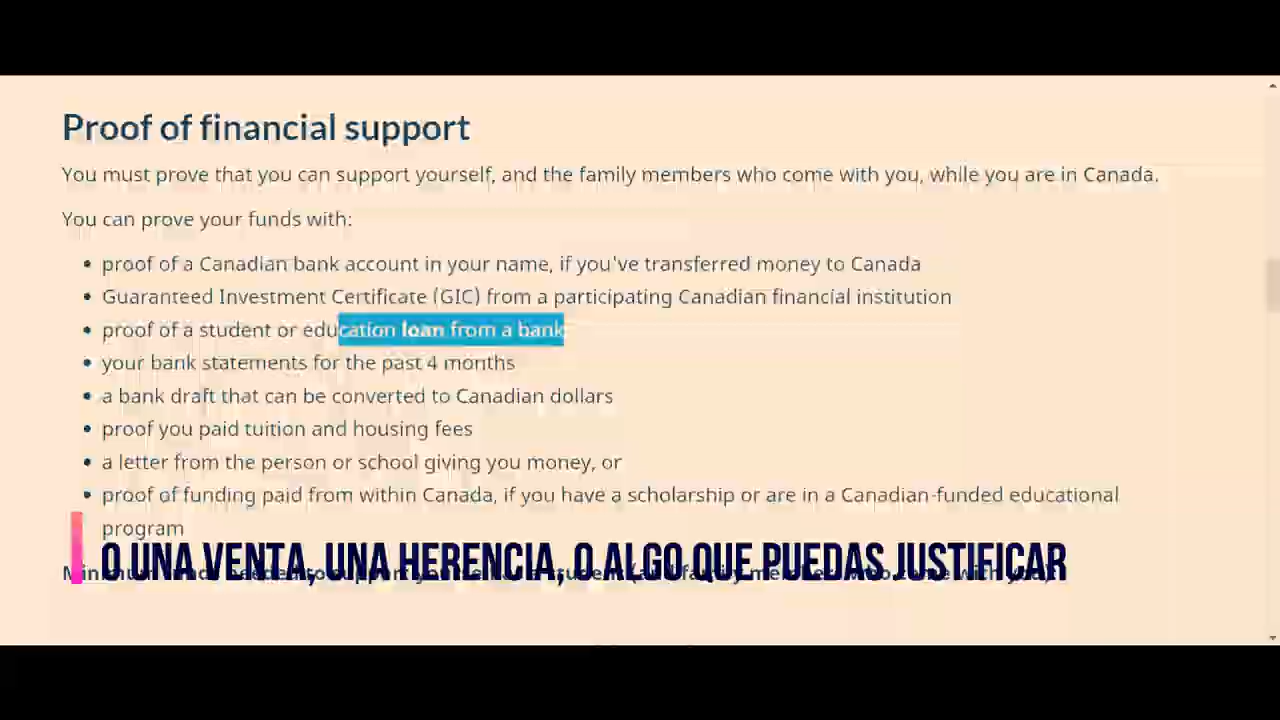 Proof of financial support
You must prove that you can support yourself, and the family members who come with you, while you are in Canada.
You can prove your funds with:
• proof of a Canadian bank account in your name, if you've transferred money to Canada
• Guaranteed Investment Certificate (GIC) from a participating Canadian financial institution
• proof of a student or education loan from a bank
• your bank statements for the past 4 months
• a bank draft that can be converted to Canadian dollars
• proof you paid tuition and housing fees
• a letter from the person or school giving you money, or
• proof of funding paid from within Canada, if you have a scholarship or are in a Canadian-funded educational
program
O UNA VENTA, UNA HERENCIA, O ALGO QUE PUEDAS JUSTIFICAR